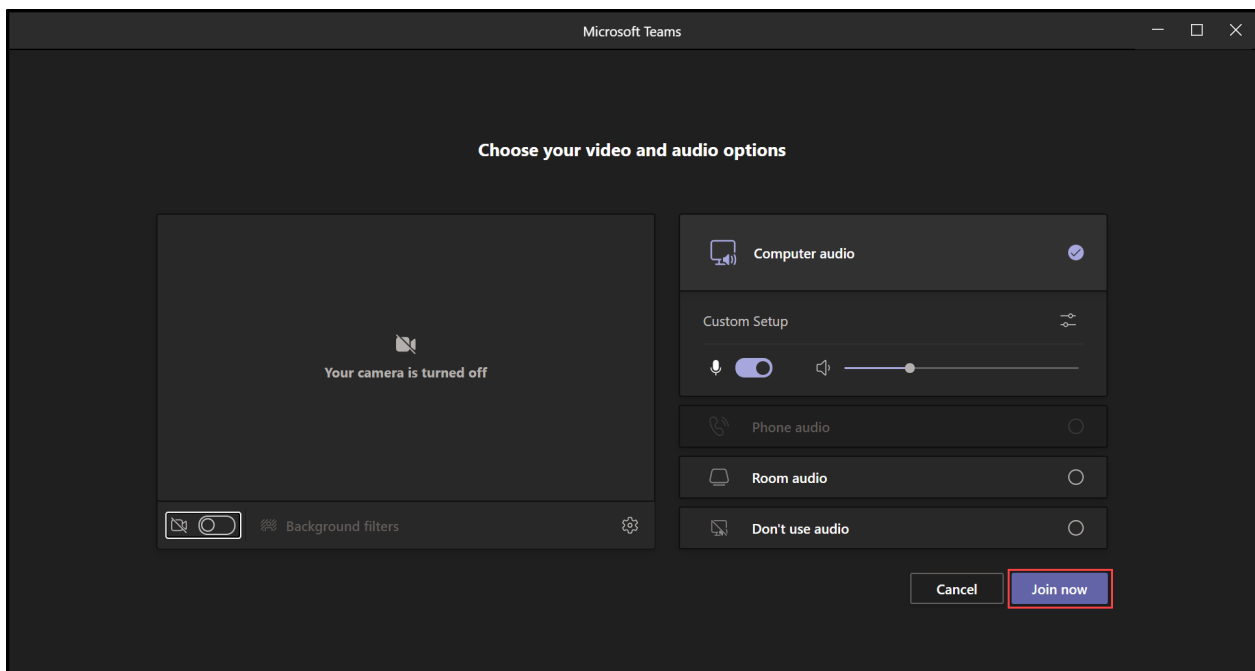 Microsoft Teams
Choose your video and audio options
Your camera is turned off
Background filters
Computer audio
Custom Setup
Phone audio
Room audio
Don't use audio
Cancel
Join now